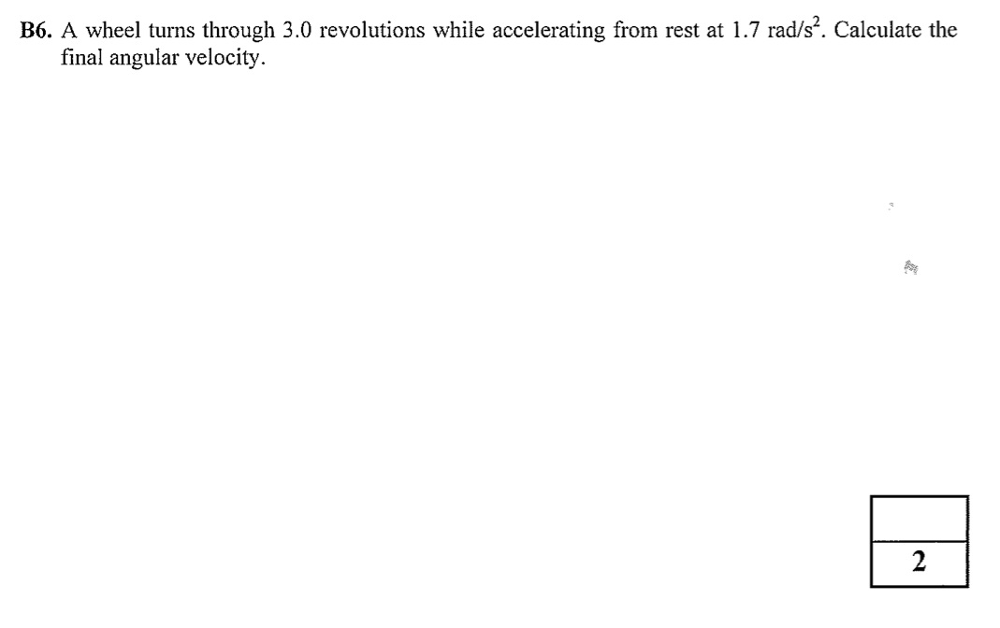 B6. A wheel turns through 3.0 revolutions while accelerating from rest at 1.7 rad/s². Calculate the
final angular velocity.
2